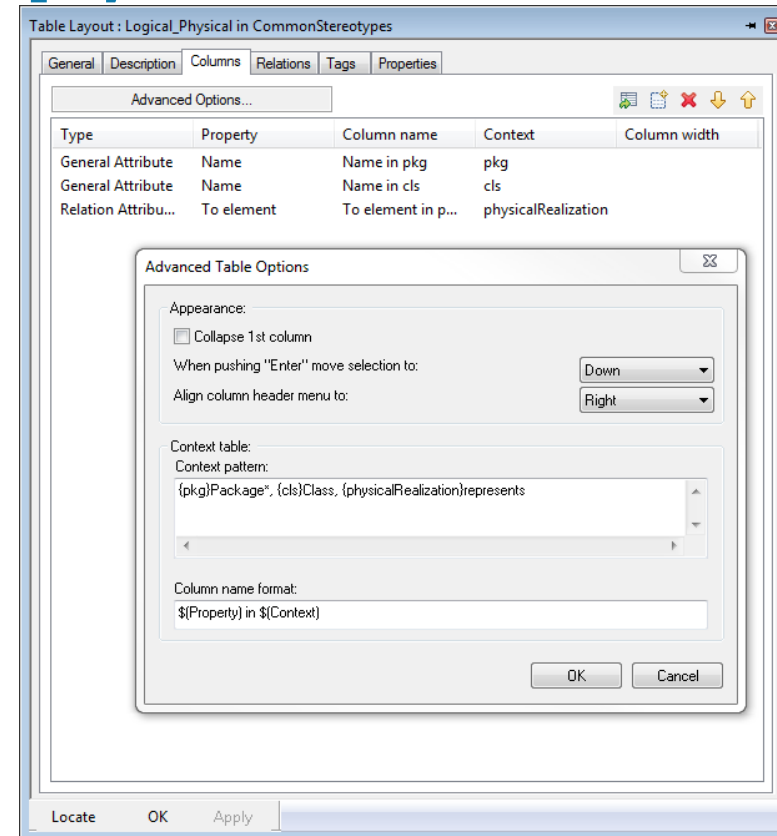 Table Layout : Logical_Physical in CommonStereotypes
General Description Columns Relations Tags Properties
Advanced Options...
Type Property Column name Context Column width
General Attribute Name Name in pkg pkg
General Attribute Name Name in cls cls
Relation Attribu... To element To element in p... physicalRealization
Advanced Table Options
Appearance:
Collapse 1st column
When pushing "Enter" move selection to: Down
Align column header menu to: Right
Context table:
Context pattern:
{pkg}Package*, {cls}Class, {physicalRealization}represents
Column name format:
$(Property) in $(Context)
OK Cancel
Locate OK Apply